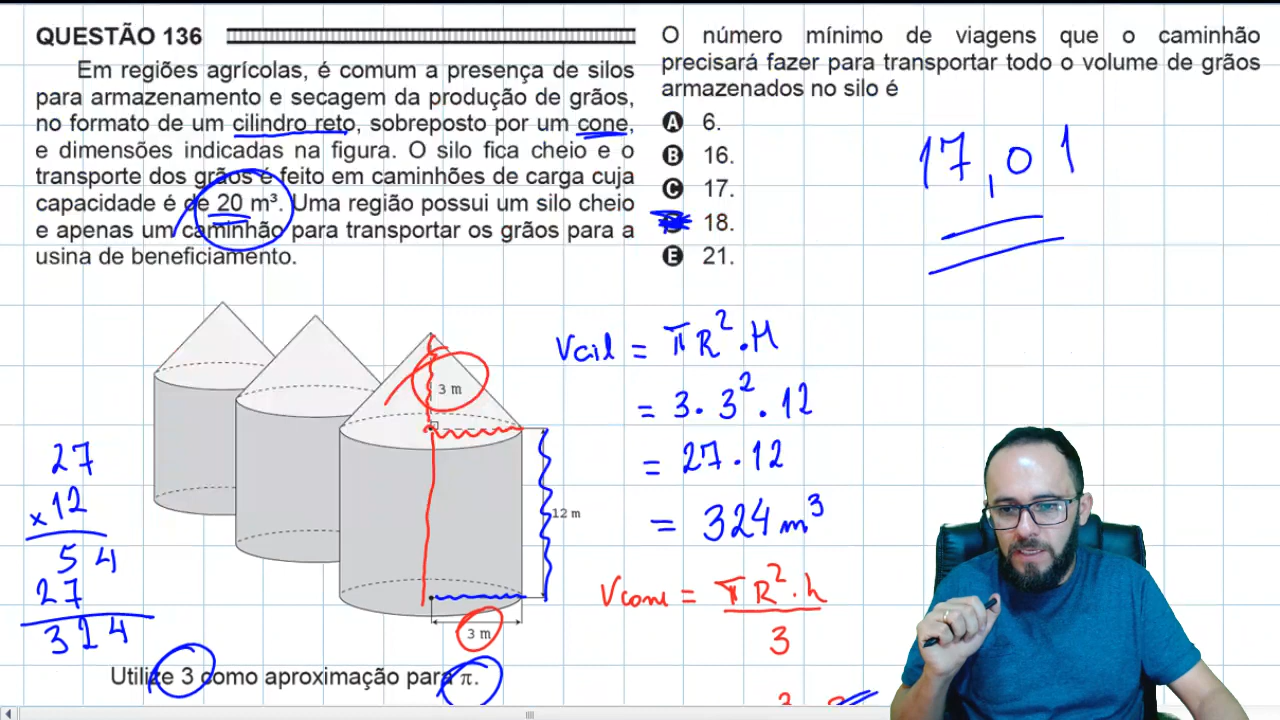 QUESTÃO 136
Em regiões agrícolas, é comum a presença de silos
para armazenamento e secagem da produção de grãos,
no formato de um cilindro reto, sobreposto por um cone,
e dimensões indicadas na figura. O silo fica cheio e o
transporte dos grãos é feito em caminhões de carga cuja
capacidade é de 20 m³. Uma região possui um silo cheio
e apenas um caminhão para transportar os grãos para a
usina de beneficiamento.
3 m
12 m
3 m
Utilize 3 como aproximação para π.
27
x 12
54
27
324
O número mínimo de viagens que o caminhão
precisará fazer para transportar todo o volume de grãos
armazenados no silo é
A 6.
B 16.
C 17.
18.
E 21.
17,01
Vcil = πR².H
= 3.3².12
= 27.12
= 324 m³
Vcone = πR².h
3